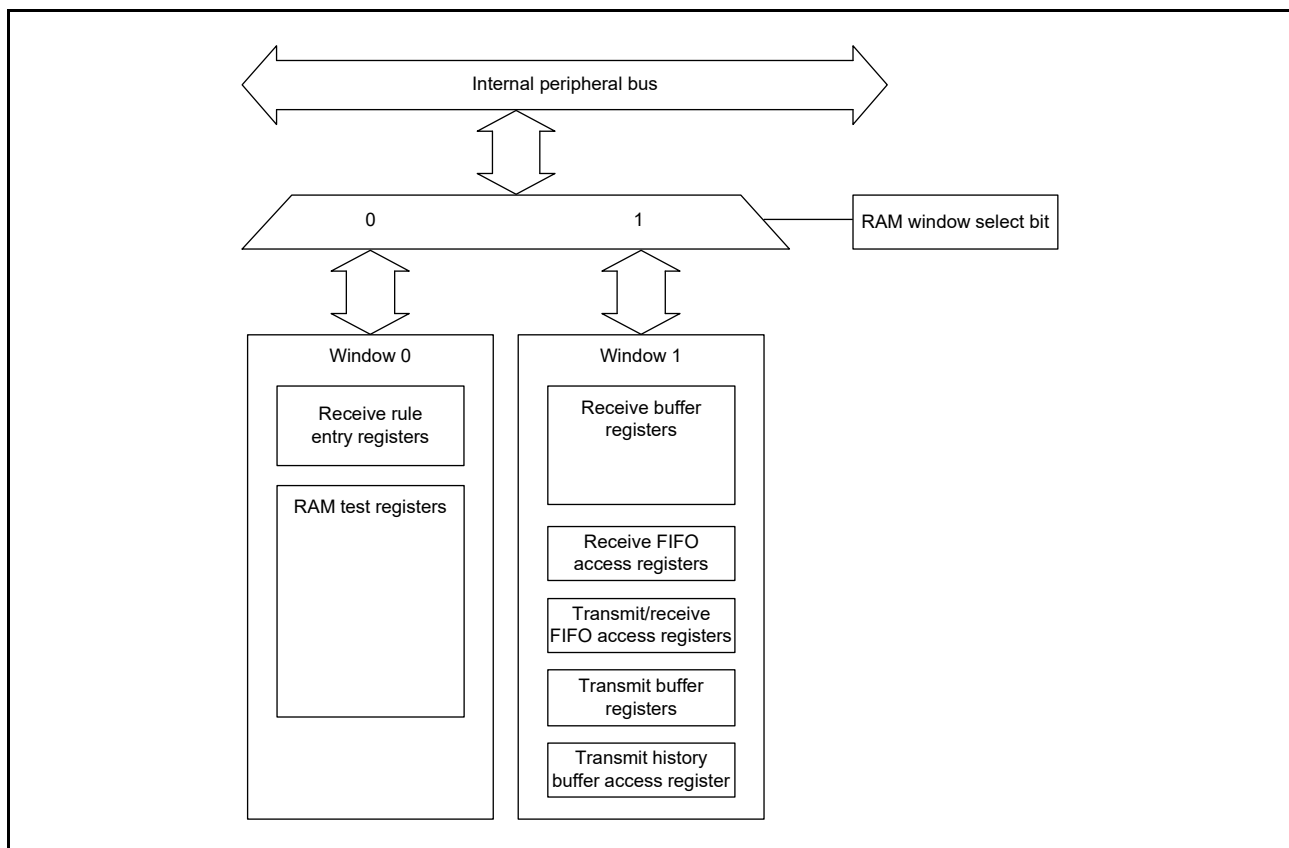 Internal peripheral bus
0
1
RAM window select bit
Window 0
Receive rule
entry registers
RAM test registers
Window 1
Receive buffer
registers
Receive FIFO
access registers
Transmit/receive
FIFO access registers
Transmit buffer
registers
Transmit history
buffer access register